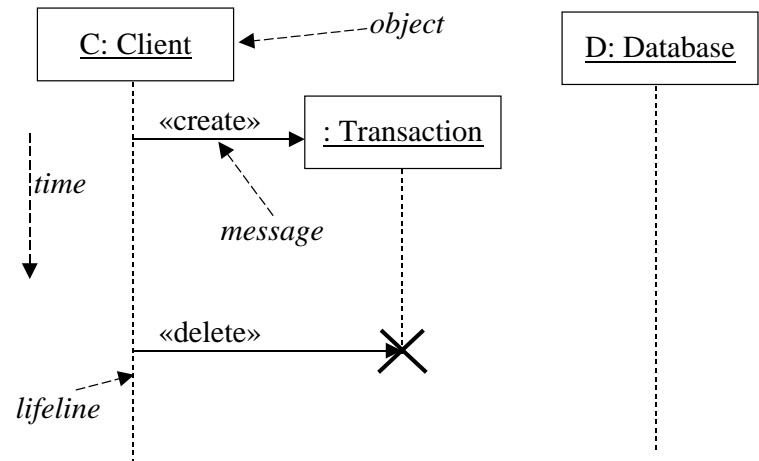 C: Client
object
D: Database
«create»
: Transaction
time
message
«delete»
lifeline